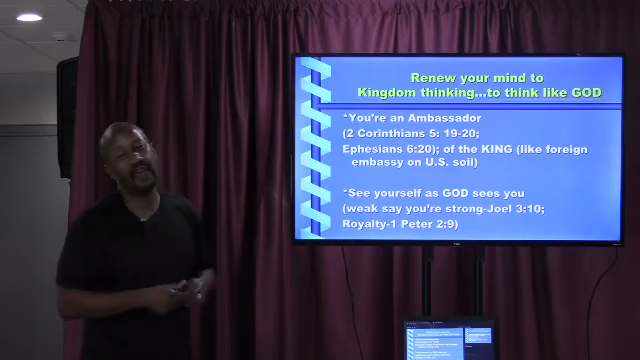 Renew your mind to
Kingdom thinking...to think like GOD
*You're an Ambassador
(2 Corinthians 5: 19-20;
Ephesians 6:20); of the KING (like foreign
embassy on U.S. soil)
*See yourself as GOD sees you
(weak say you're strong-Joel 3:10;
Royalty-1 Peter 2:9)
TCL